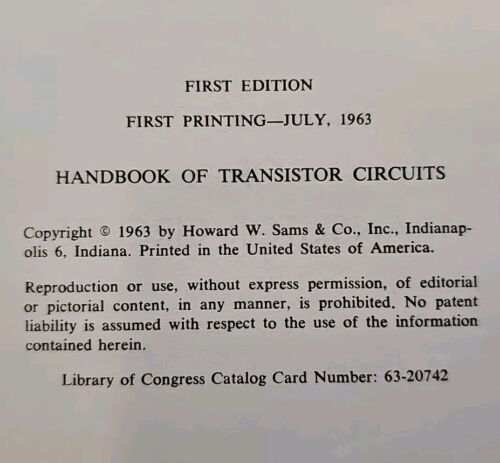 FIRST EDITION
FIRST PRINTING—JULY, 1963
HANDBOOK OF TRANSISTOR CIRCUITS
Copyright © 1963 by Howard W. Sams & Co., Inc., Indianap-
olis 6, Indiana. Printed in the United States of America.
Reproduction or use, without express permission, of editorial
or pictorial content, in any manner, is prohibited. No patent
liability is assumed with respect to the use of the information
contained herein.
Library of Congress Catalog Card Number: 63-20742